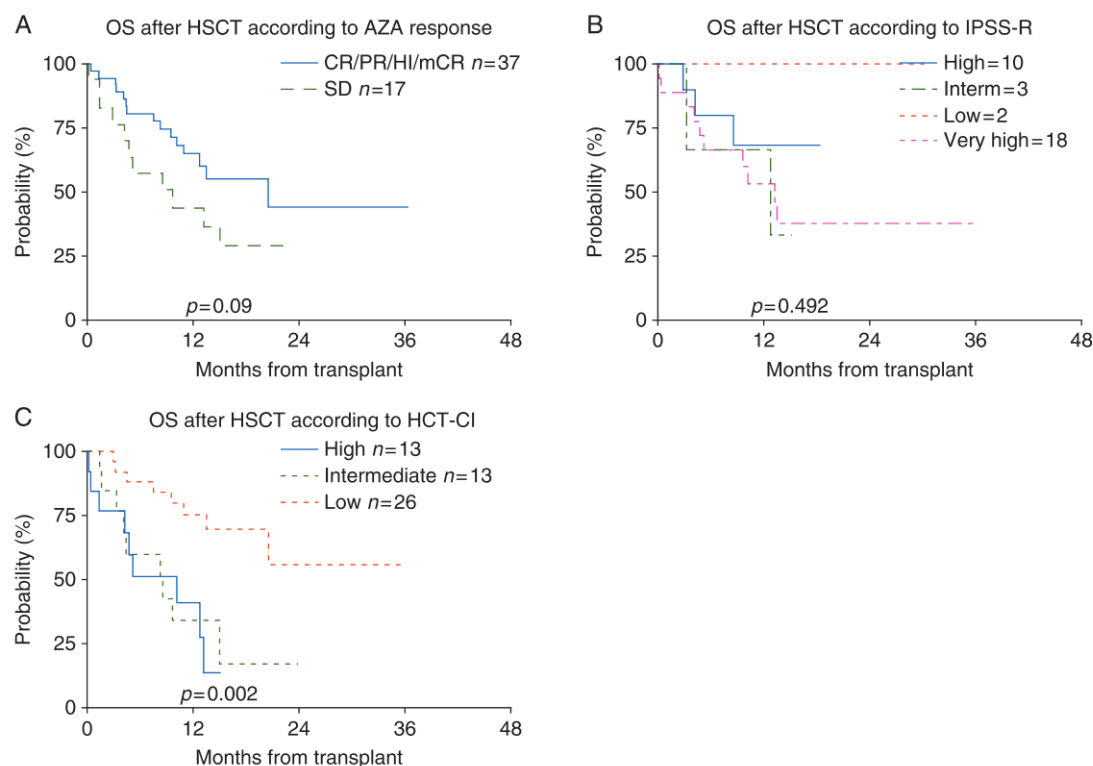 A
OS after HSCT according to AZA response
CR/PR/HI/mCR n=37
SD n=17
100
75
50
25
0
Probability (%)
p=0.09
0 12 24 36 48
Months from transplant
B
OS after HSCT according to IPSS-R
High=10
Interm=3
Low=2
Very high=18
100
75
50
25
0
Probability (%)
p=0.492
0 12 24 36 48
Months from transplant
C
OS after HSCT according to HCT-CI
High n=13
Intermediate n=13
Low n=26
100
75
50
25
0
Probability (%)
p=0.002
0 12 24 36 48
Months from transplant